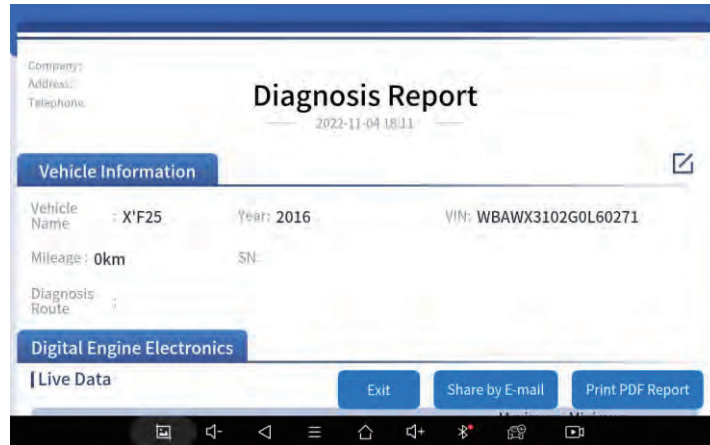 Company:
Address:
Telephone:
Diagnosis Report
2022-11-04 18:11
Vehicle Information
Vehicle Name : X'F25 Year: 2016 VIN: WBAWX3102G0L60271
Mileage : 0km SN
Diagnosis Route :
Digital Engine Electronics
Live Data
Exit Share by E-mail Print PDF Report